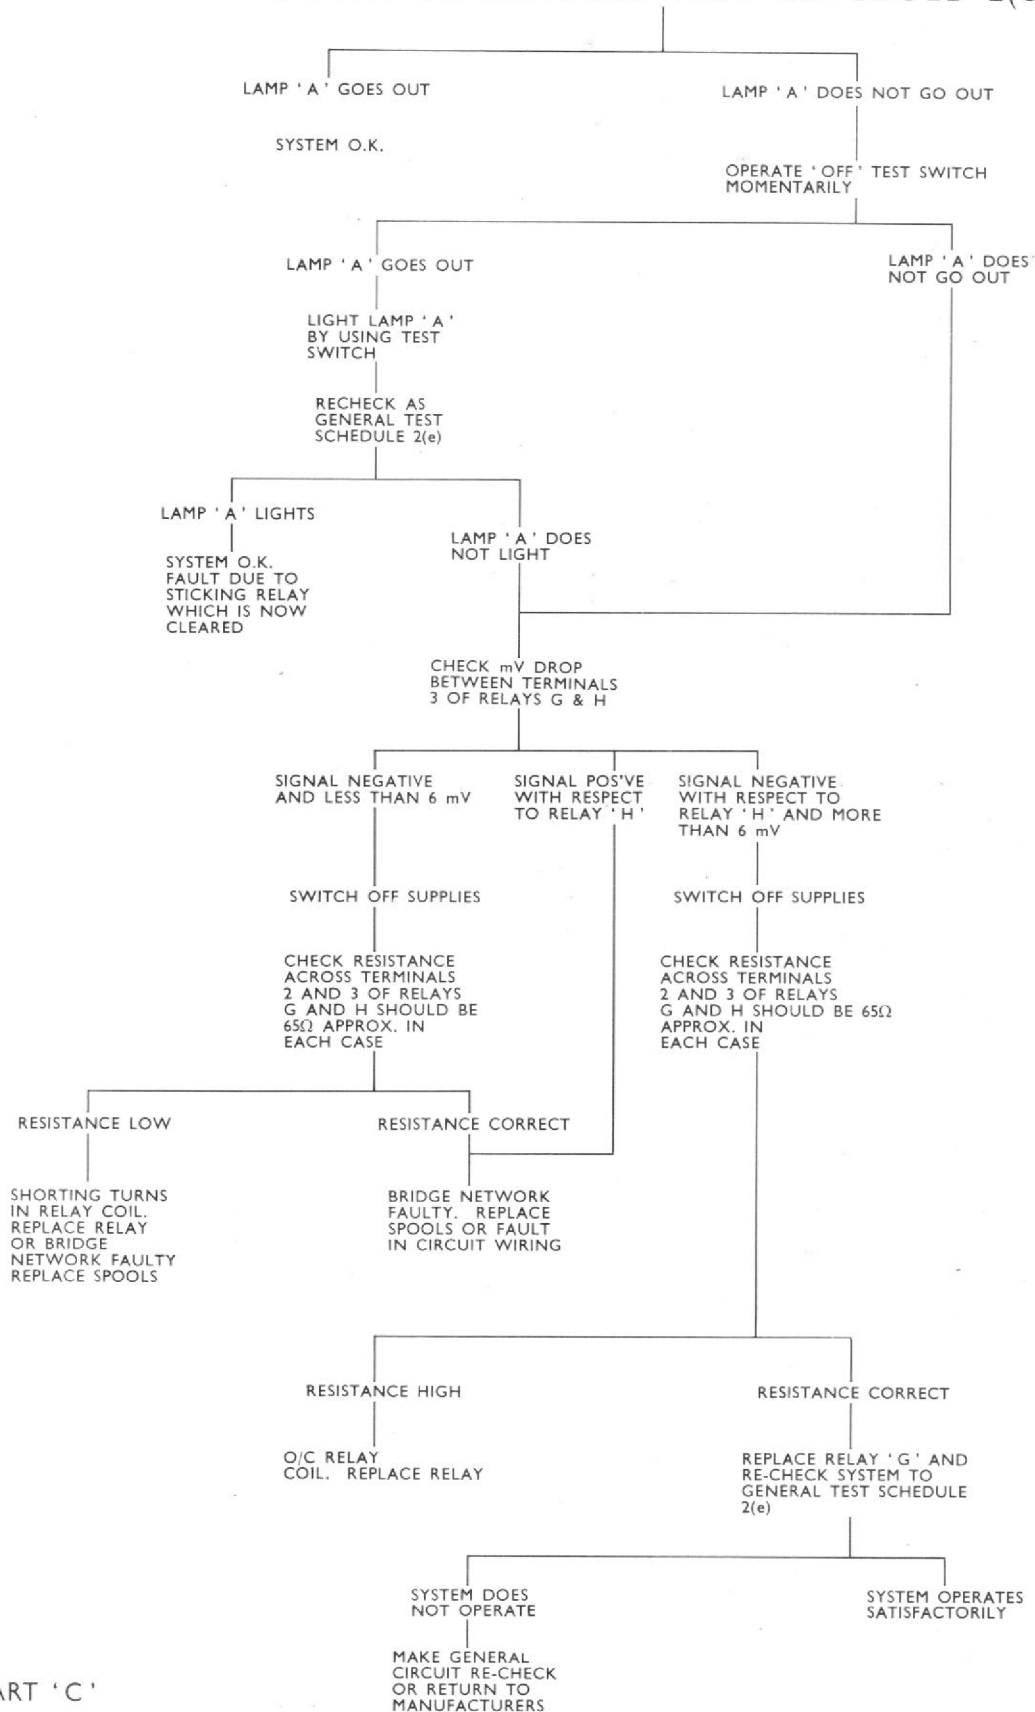 2(
LAMP 'A' GOES OUT
LAMP 'A' DOES NOT GO OUT
SYSTEM O.K.
OPERATE 'OFF' TEST SWITCH
MOMENTARILY
LAMP 'A' GOES OUT
LAMP 'A' DOES
NOT GO OUT
LIGHT LAMP 'A'
BY USING TEST
SWITCH
RECHECK AS
GENERAL TEST
SCHEDULE 2(e)
LAMP 'A' LIGHTS
LAMP 'A' DOES
NOT LIGHT
SYSTEM O.K.
FAULT DUE TO
STICKING RELAY
WHICH IS NOW
CLEARED
CHECK mV DROP
BETWEEN TERMINALS
3 OF RELAYS G & H
SIGNAL NEGATIVE
AND LESS THAN 6 mV
SIGNAL POS'VE
WITH RESPECT
TO RELAY 'H'
SIGNAL NEGATIVE
WITH RESPECT TO
RELAY 'H' AND MORE
THAN 6 mV
SWITCH OFF SUPPLIES
SWITCH OFF SUPPLIES
CHECK RESISTANCE
ACROSS TERMINALS
2 AND 3 OF RELAYS
G AND H SHOULD BE
65Ω APPROX. IN
EACH CASE
CHECK RESISTANCE
ACROSS TERMINALS
2 AND 3 OF RELAYS
G AND H SHOULD BE 65Ω
APPROX. IN
EACH CASE
RESISTANCE LOW
RESISTANCE CORRECT
SHORTING TURNS
IN RELAY COIL.
REPLACE RELAY
OR BRIDGE
NETWORK FAULTY
REPLACE SPOOLS
BRIDGE NETWORK
FAULTY. REPLACE
SPOOLS OR FAULT
IN CIRCUIT WIRING
RESISTANCE HIGH
RESISTANCE CORRECT
O/C RELAY
COIL. REPLACE RELAY
REPLACE RELAY 'G' AND
RE-CHECK SYSTEM TO
GENERAL TEST SCHEDULE
2(e)
SYSTEM DOES
NOT OPERATE
SYSTEM OPERATES
SATISFACTORILY
MAKE GENERAL
CIRCUIT RE-CHECK
OR RETURN TO
MANUFACTURERS
ART 'C'